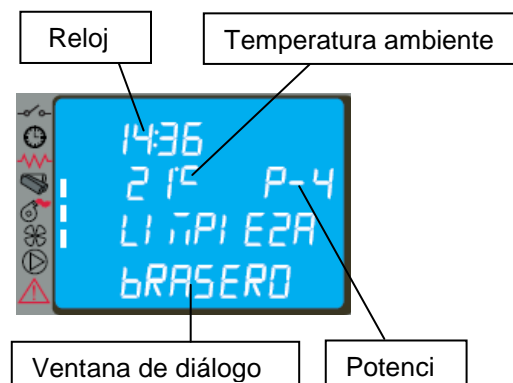 Reloj
Temperatura ambiente
14:36
21°C P-4
LIMPIEZA
bRASERO
Ventana de diálogo
Potenci